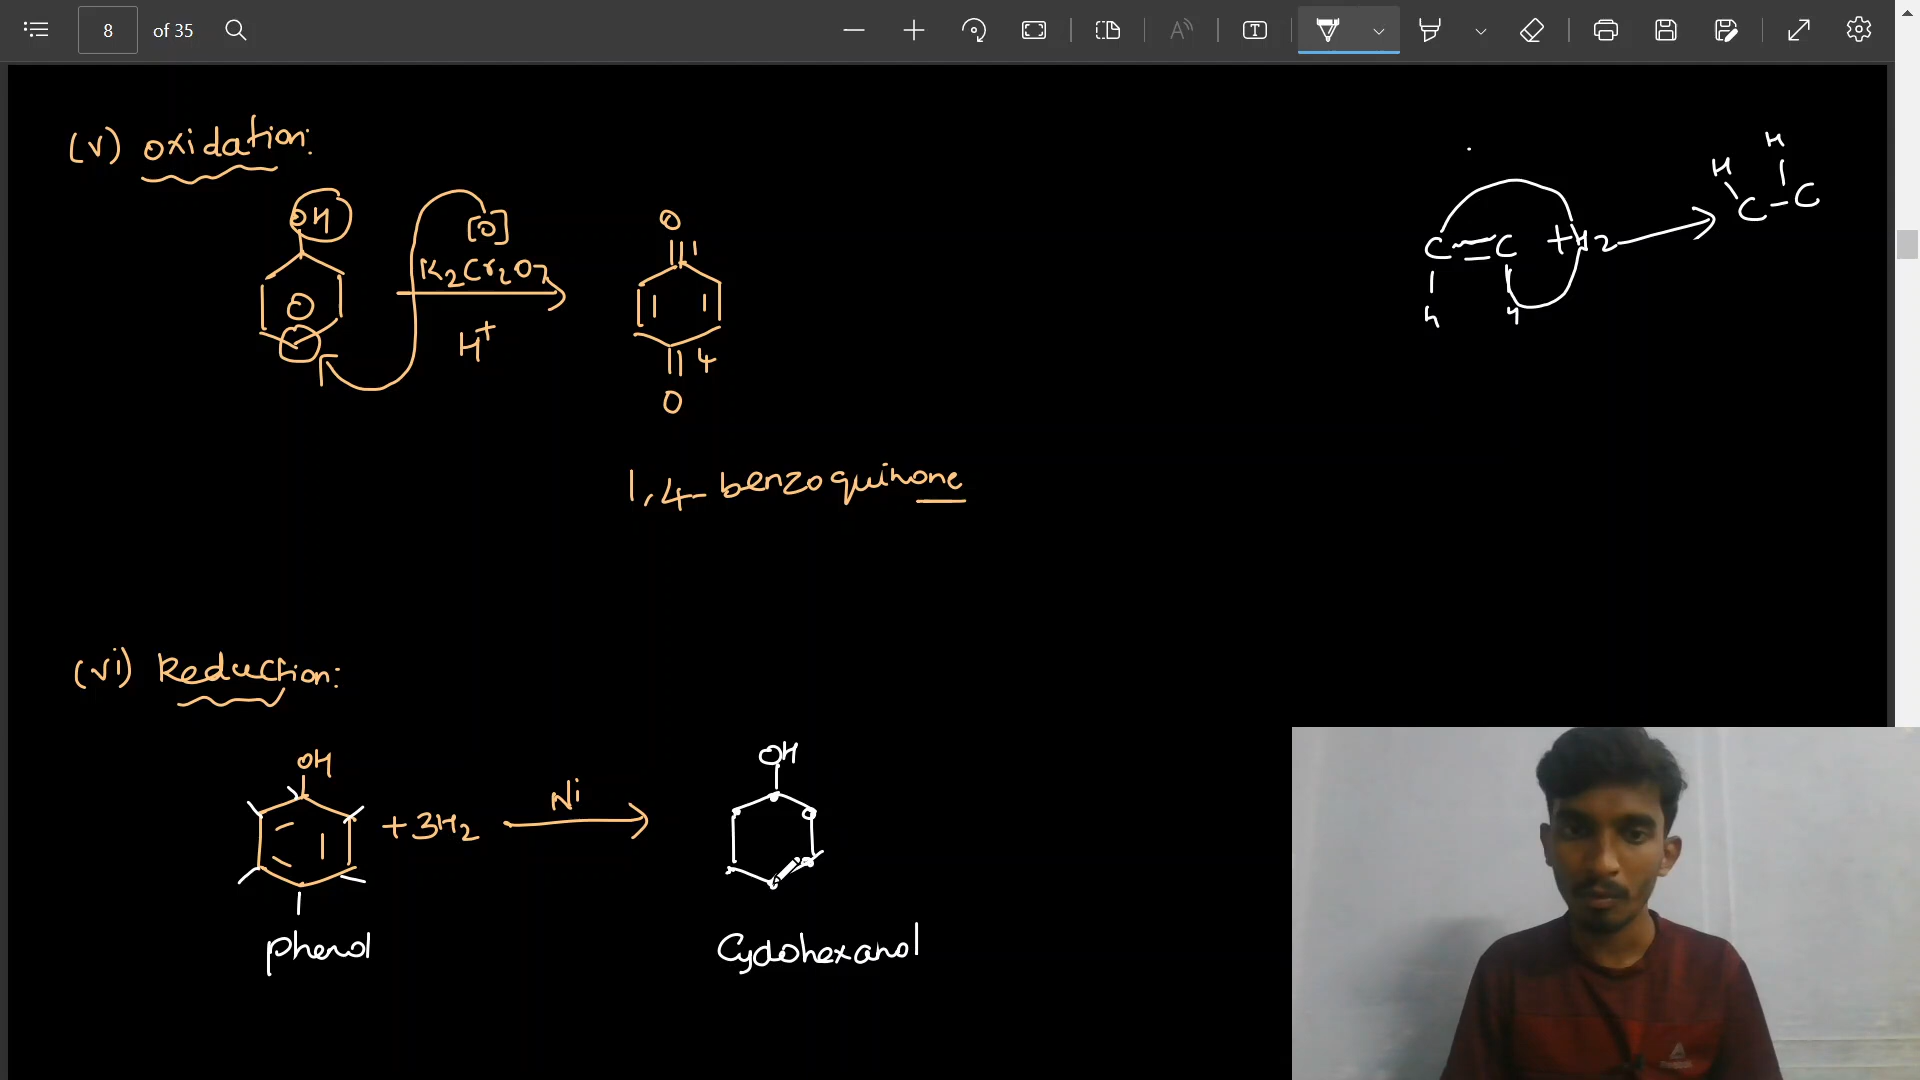 8 of 35
(v) oxidation:
OH
[O]
K2Cr2O7
H+
O
O
1
4
O
1,4-benzoquinone
C=C +H2
H
H
H
H
C-C
(vi) Reduction:
OH
+3H2
Ni
OH
phenol
Cyclohexanol